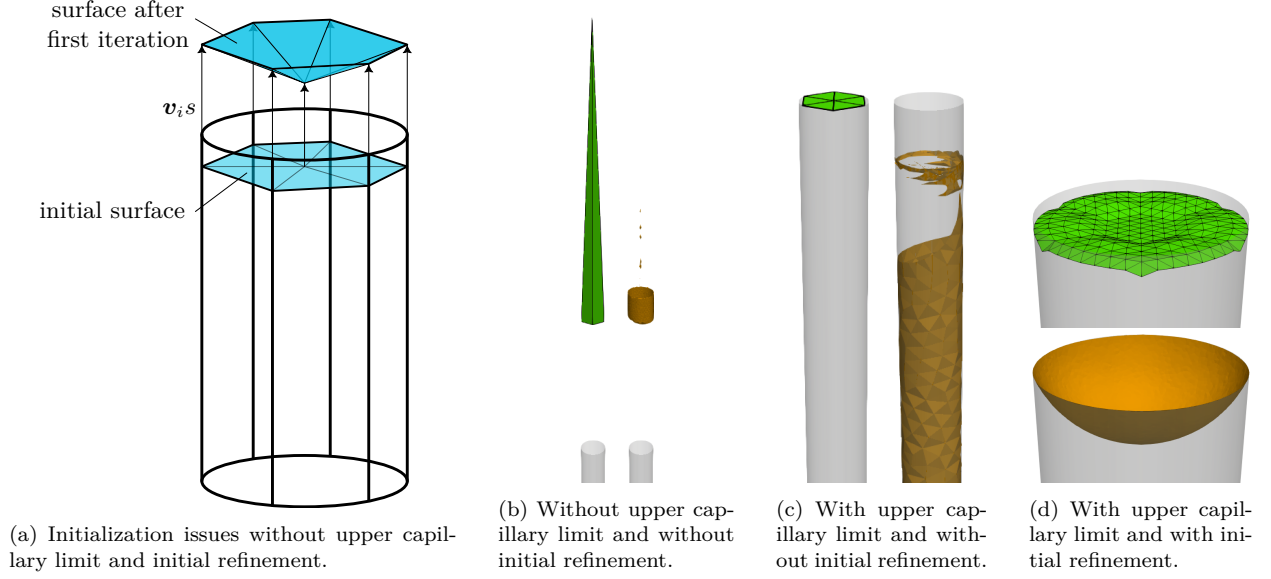 surface after
first iteration
v_i s
initial surface
(a) Initialization issues without upper capil-
lary limit and initial refinement.
(b) Without upper cap-
illary limit and without
initial refinement.
(c) With upper cap-
illary limit and with-
out initial refinement.
(d) With upper capil-
lary limit and with ini-
tial refinement.